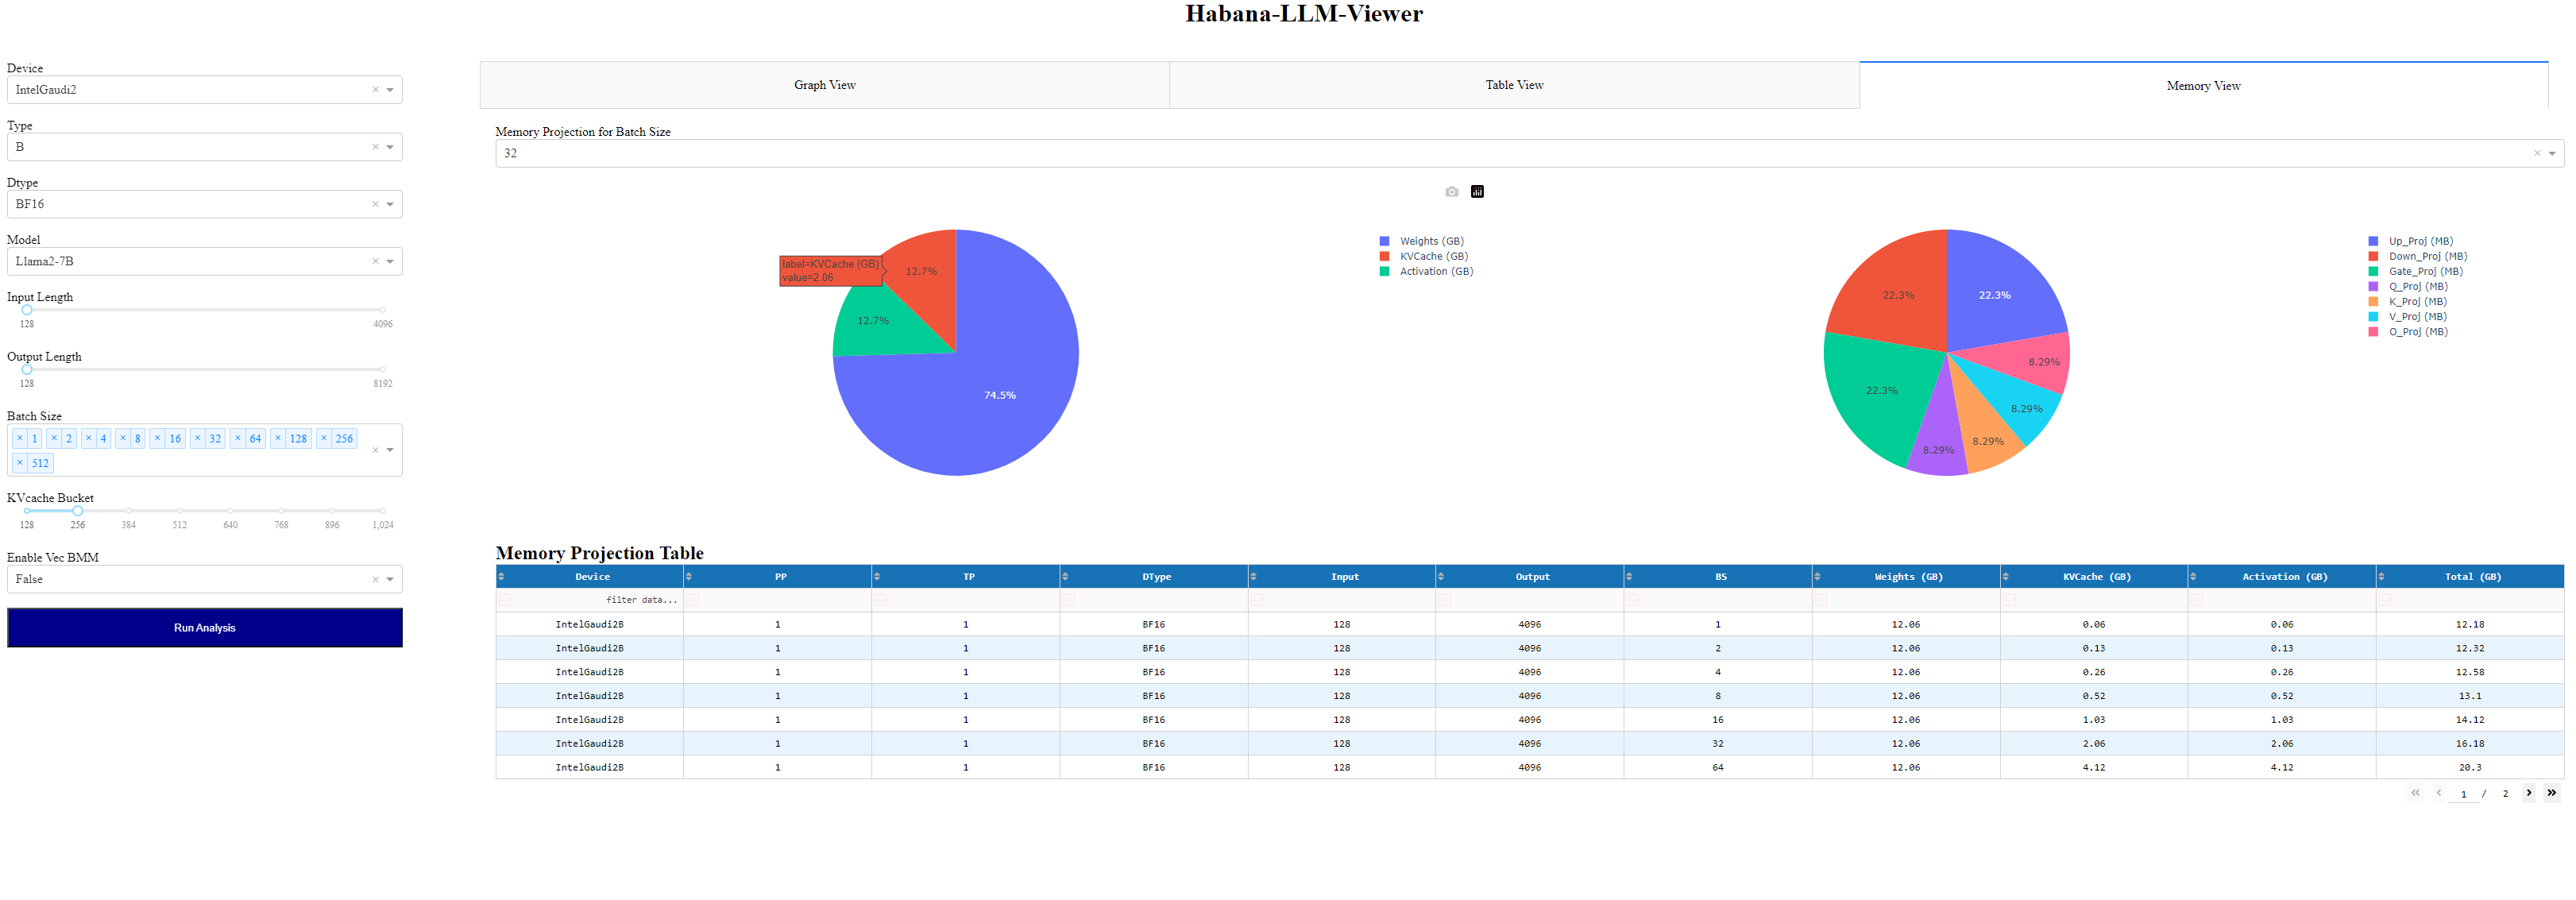 Habana-LLM-Viewer
Device
IntelGaudi2
Type
B
Dtype
BF16
Model
Llama2-7B
Input Length
128 4096
Output Length
128 8192
Batch Size
× 1 × 2 × 4 × 8 × 16 × 32 × 64 × 128 × 256
× 512
KVcache Bucket
128 256 384 512 640 768 896 1,024
Enable Vec BMM
False
Run Analysis
Graph View Table View Memory View
Memory Projection for Batch Size
32
label=KVCache (GB)
value=2.06
12.7%
12.7%
74.5%
Weights (GB)
KVCache (GB)
Activation (GB)
22.3%
22.3%
22.3%
8.29%
8.29%
8.29%
8.29%
Up_Proj (MB)
Down_Proj (MB)
Gate_Proj (MB)
Q_Proj (MB)
K_Proj (MB)
V_Proj (MB)
O_Proj (MB)
Memory Projection Table
Device PP TP DType Input Output BS Weights (GB) KVCache (GB) Activation (GB) Total (GB)
filter data...
IntelGaudi2B 1 1 BF16 128 4096 1 12.06 0.06 0.06 12.18
IntelGaudi2B 1 1 BF16 128 4096 2 12.06 0.13 0.13 12.32
IntelGaudi2B 1 1 BF16 128 4096 4 12.06 0.26 0.26 12.58
IntelGaudi2B 1 1 BF16 128 4096 8 12.06 0.52 0.52 13.1
IntelGaudi2B 1 1 BF16 128 4096 16 12.06 1.03 1.03 14.12
IntelGaudi2B 1 1 BF16 128 4096 32 12.06 2.06 2.06 16.18
IntelGaudi2B 1 1 BF16 128 4096 64 12.06 4.12 4.12 20.3
1 / 2